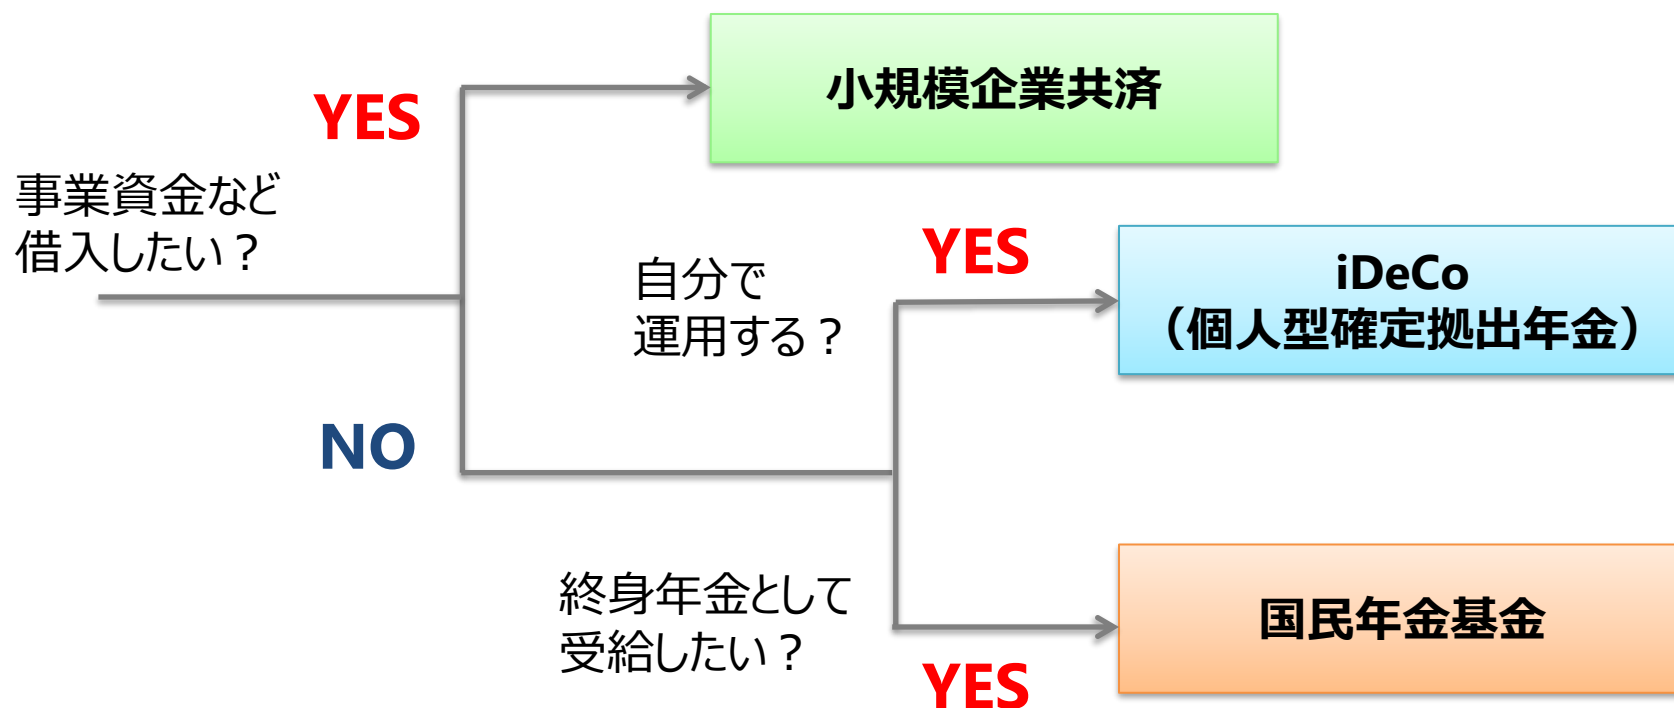 小規模企業共済
YES
事業資金など
借入したい？
YES
iDeCo
（個人型確定拠出年金）
自分で
運用する？
NO
終身年金として
受給したい？
国民年金基金
YES